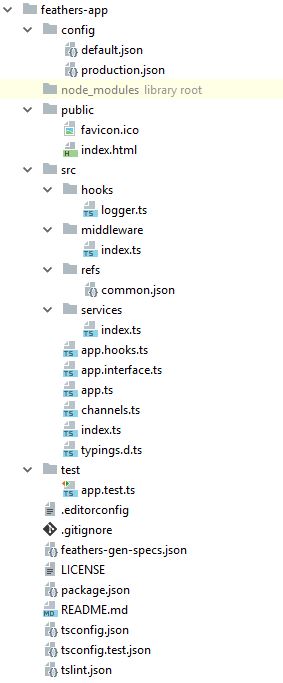 feathers-app
config
default.json
production.json
node_modules library root
public
favicon.ico
index.html
src
hooks
logger.ts
middleware
index.ts
refs
common.json
services
index.ts
app.hooks.ts
app.interface.ts
app.ts
channels.ts
index.ts
typings.d.ts
test
app.test.ts
.editorconfig
.gitignore
feathers-gen-specs.json
LICENSE
package.json
README.md
tsconfig.json
tsconfig.test.json
tslint.json